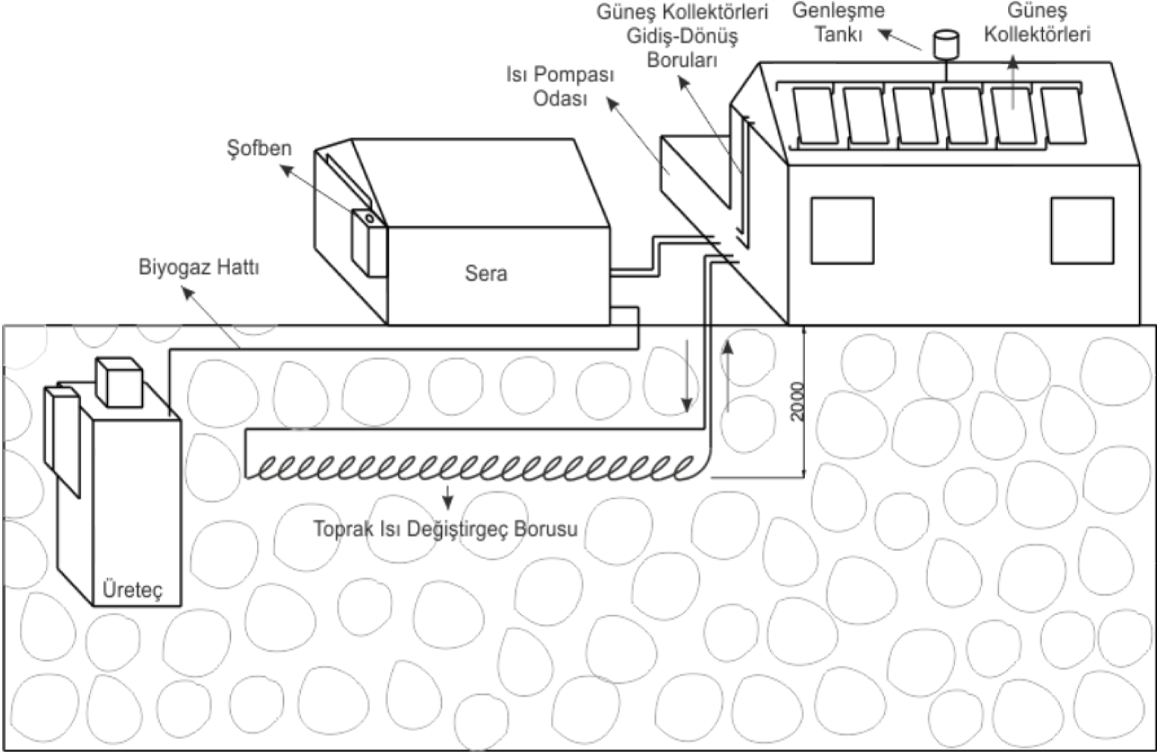 Güneş Kollektörleri
Gidiş-Dönüş
Boruları
Genleşme
Tankı
Güneş
Kollektörleri
Isı Pompası
Odası
Şofben
Biyogaz Hattı
Sera
2000
Toprak Isı Değiştirgeç Borusu
Üreteç